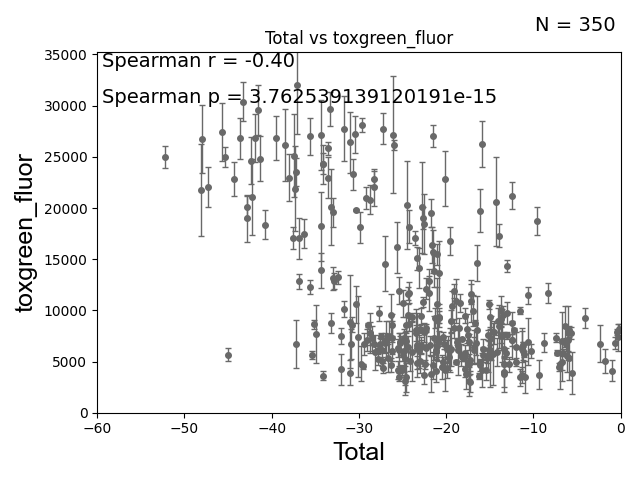 N = 350
Total vs toxgreen_fluor
Spearman r = -0.40
Spearman p = 3.762539139120191e-15
toxgreen_fluor
35000
30000
25000
20000
15000
10000
5000
0
−60
−50
−40
−30
−20
−10
0
Total